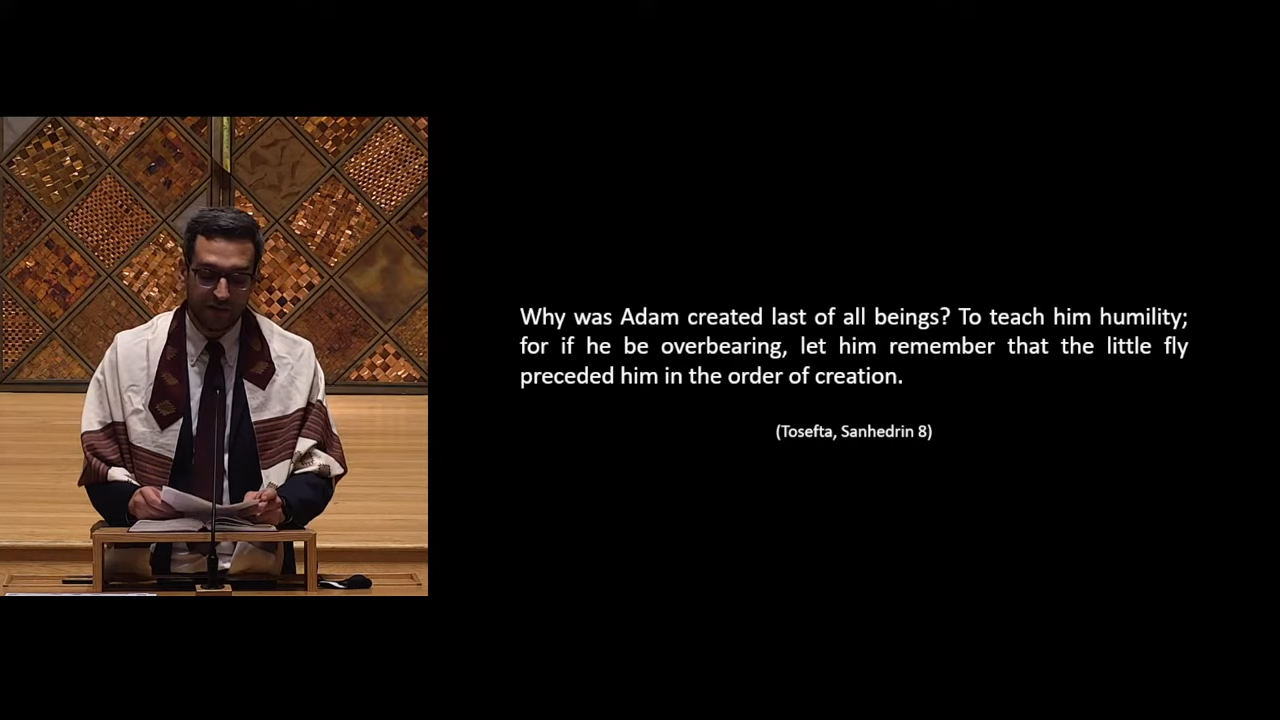 Why was Adam created last of all beings? To teach him humility;
for if he be overbearing, let him remember that the little fly
preceded him in the order of creation.
(Tosefta, Sanhedrin 8)